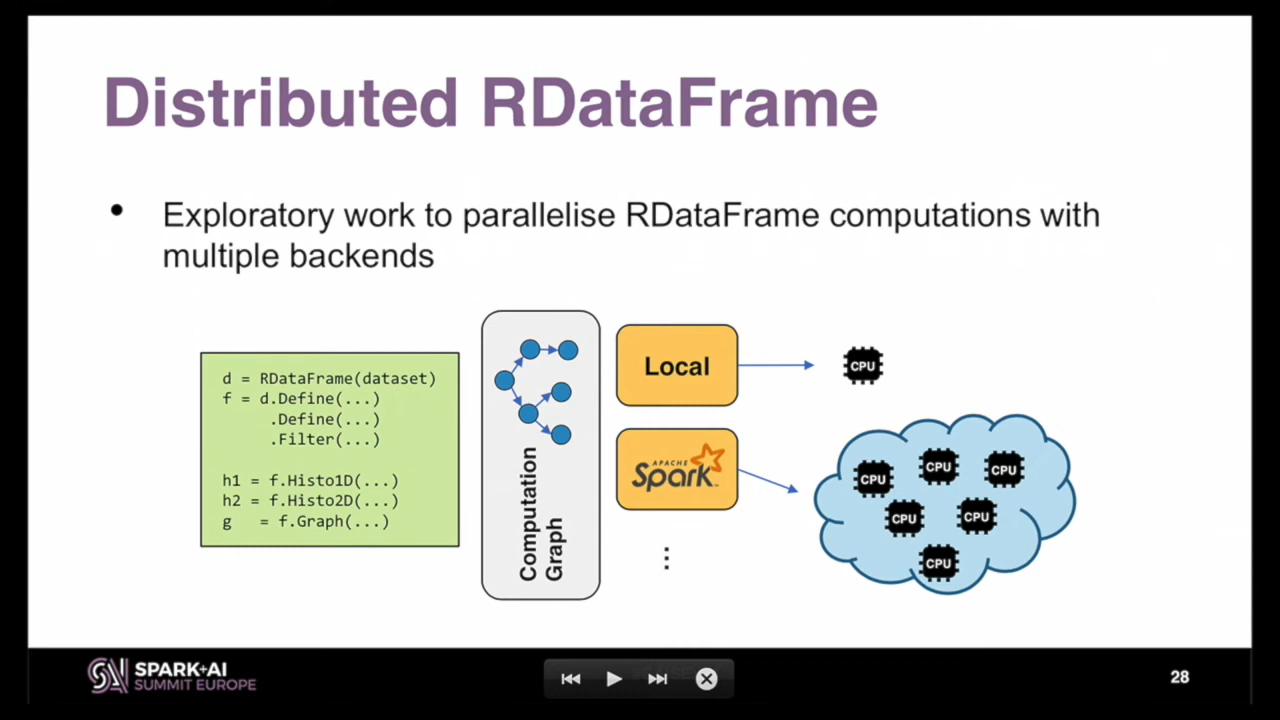 Distributed RDataFrame
• Exploratory work to parallelise RDataFrame computations with
multiple backends
d = RDataFrame(dataset)
f = d.Define(...)
.Define(...)
.Filter(...)
h1 = f.Histo1D(...)
h2 = f.Histo2D(...)
g = f.Graph(...)
Computation
Graph
Local
APACHE
Spark™
⋮
CPU
CPU
CPU
CPU
CPU
CPU
CPU
SPARK+AI
SUMMIT EUROPE
28